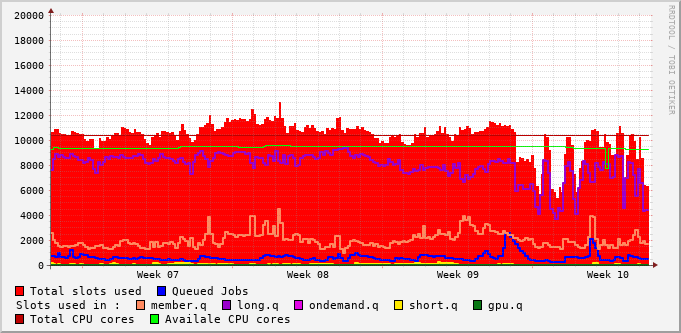 20000
18000
16000
14000
12000
10000
8000
6000
4000
2000
0
Week 07 Week 08 Week 09 Week 10
RRDTOOL / TOBI OETIKER
Total slots used Queued Jobs
Slots used in : member.q long.q ondemand.q short.q gpu.q
Total CPU cores Availale CPU cores